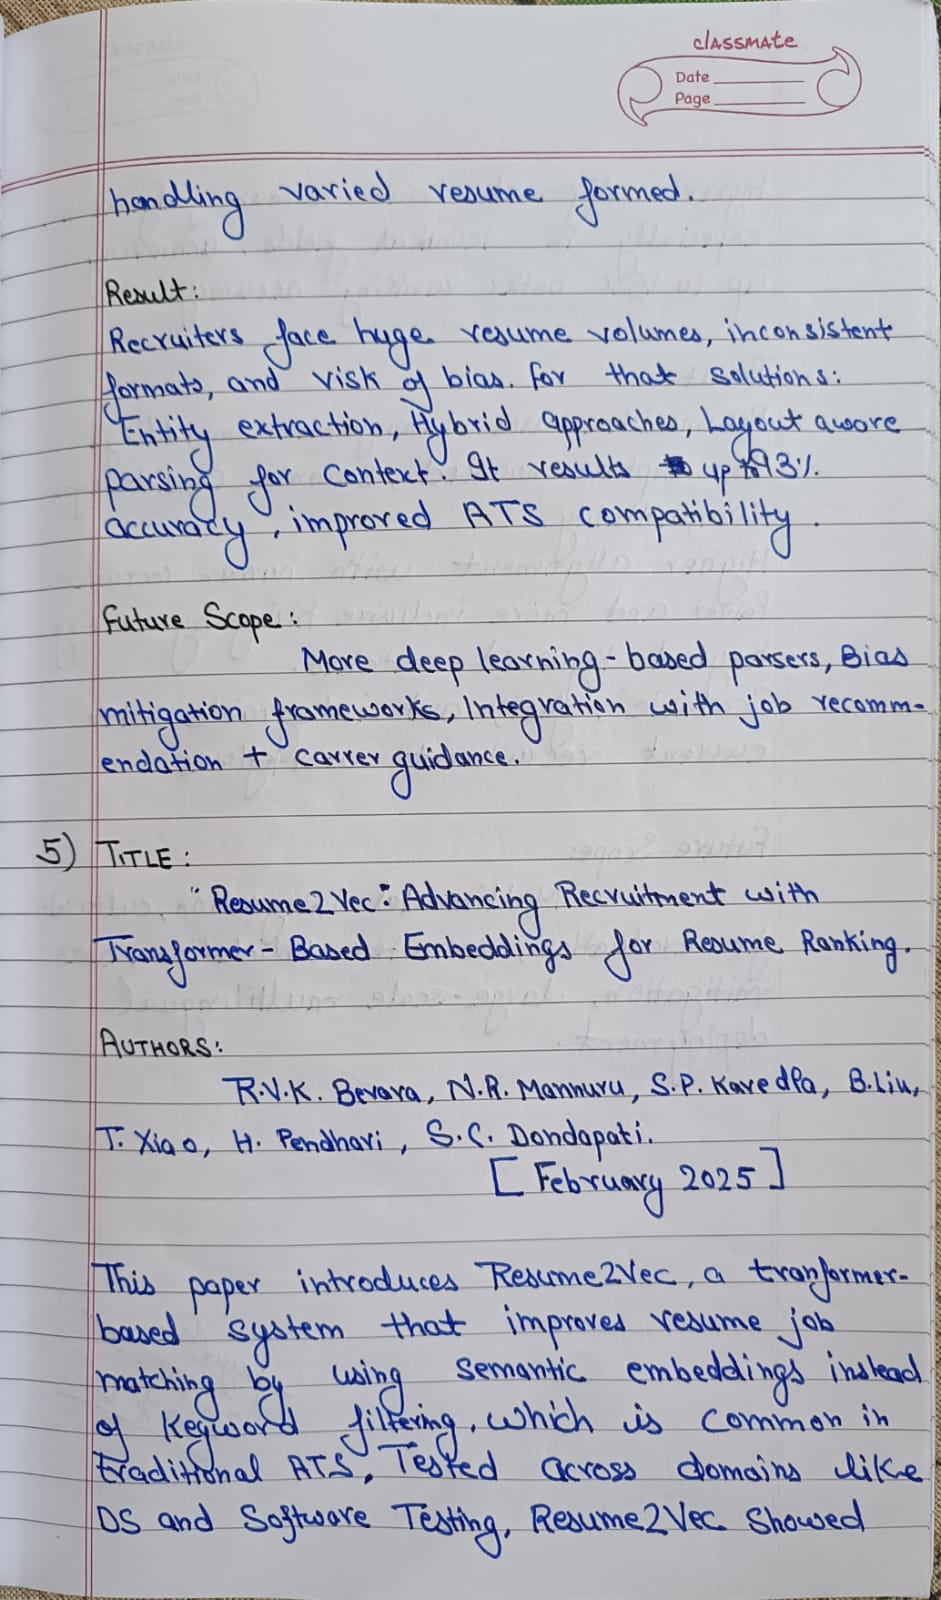 classmate
Date
Page
handling varied resume formed.
Result:
Recruiters face huge resume volumes, inconsistent
formats, and risk of bias. for that solutions:
Entity extraction, Hybrid approaches, Layout aware
parsing for context. It results up to 93%
accuracy, improved ATS compatibility.
Future Scope:
More deep learning-based parsers, Bias
mitigation frameworks, Integration with job recomm-
endation + carrer guidance.
5) TITLE:
"Resume2Vec: Advancing Recruitment with
Transformer-Based Embeddings for Resume Ranking.
AUTHORS:
R.V.K. Bevara, N.R. Mannuru, S.P. Karedla, B.Liu,
T. Xiao, H. Pendhari, S.C. Dondapati.
[February 2025]
This paper introduces Resume2Vec, a tranformer-
based system that improves resume job
matching by using semantic embeddings instead
of keyword filtering, which is common in
traditional ATS, Tested across domains like
DS and Software Testing, Resume2Vec showed